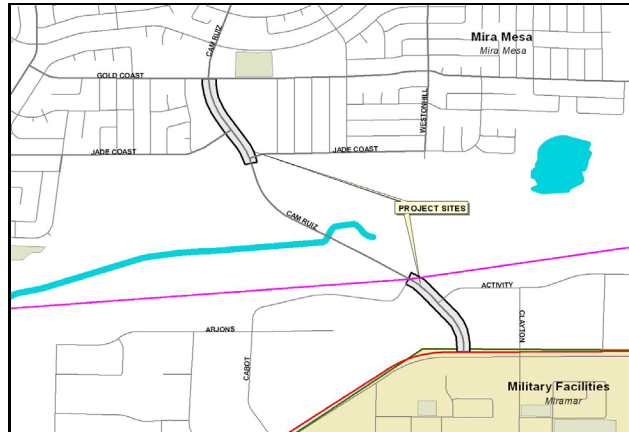 CAM RUIZ
Mira Mesa
Mira Mesa
GOLD COAST
WESTONHILL
JADE COAST
JADE COAST
PROJECT SITES
CAM RUIZ
ACTIVITY
ARJONS
CLAYTON
CABOT
Military Facilities
Miramar